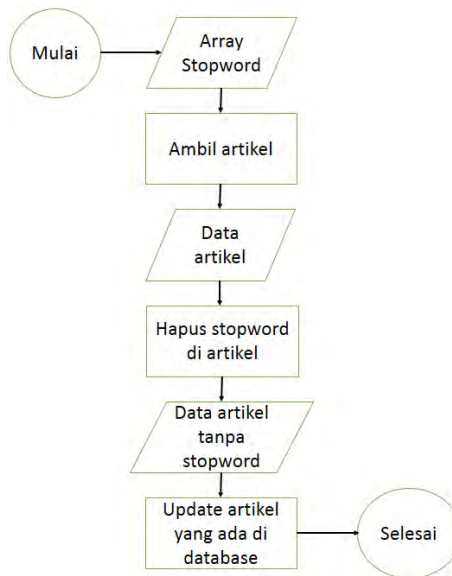 Mulai
Array
Stopword
Ambil artikel
Data
artikel
Hapus stopword
di artikel
Data artikel
tanpa
stopword
Update artikel
yang ada di
database
Selesai